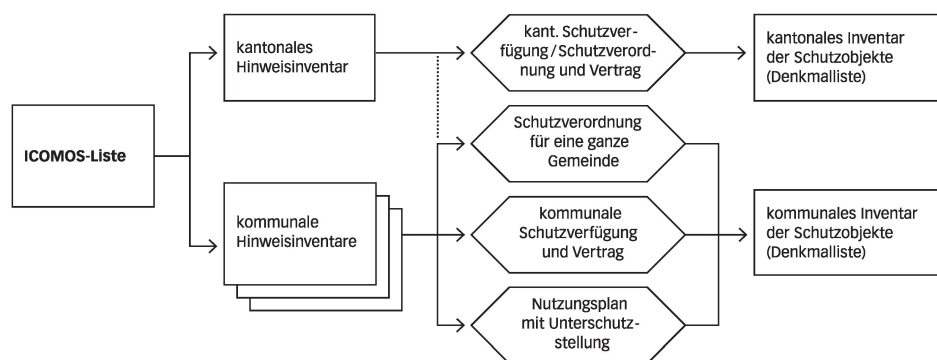 ICOMOS-Liste
kantonales
Hinweisinventar
kommunale
Hinweisinventare
kant. Schutzver-
fügung/Schutzverord-
nung und Vertrag
Schutzverordnung
für eine ganze
Gemeinde
kommunale
Schutzverfügung
und Vertrag
Nutzungsplan
mit Unterschutz-
stellung
kantonales Inventar
der Schutzobjekte
(Denkmalliste)
kommunales Inventar
der Schutzobjekte
(Denkmalliste)